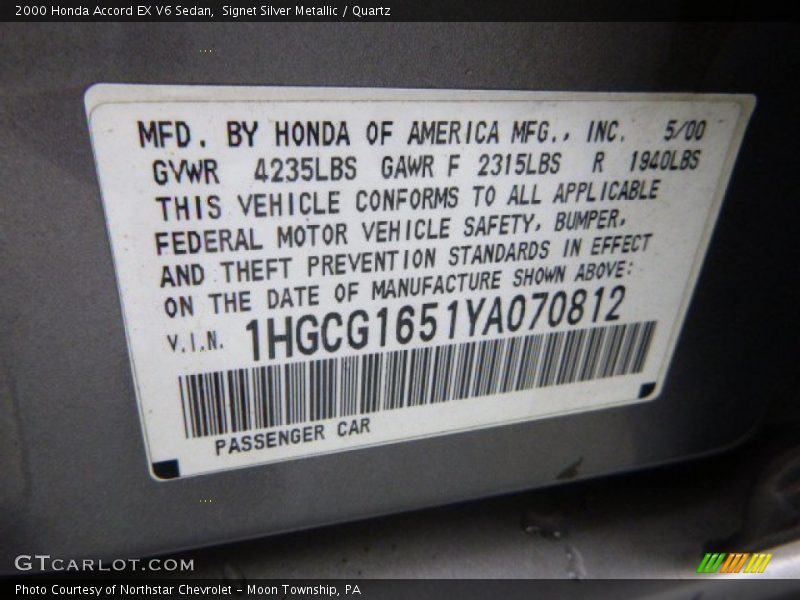 2000 Honda Accord EX V6 Sedan,  Signet Silver Metallic / Quartz
...
MFD. BY HONDA OF AMERICA MFG., INC. 5/00
GVWR 4235LBS GAWR F 2315LBS R 1940LBS
THIS VEHICLE CONFORMS TO ALL APPLICABLE
FEDERAL MOTOR VEHICLE SAFETY, BUMPER,
AND THEFT PREVENTION STANDARDS IN EFFECT
ON THE DATE OF MANUFACTURE SHOWN ABOVE:
V.I.N. 1HGCG1651YA070812
PASSENGER CAR
...
GTCARLOT.COM
Photo Courtesy of Northstar Chevrolet – Moon Township, PA